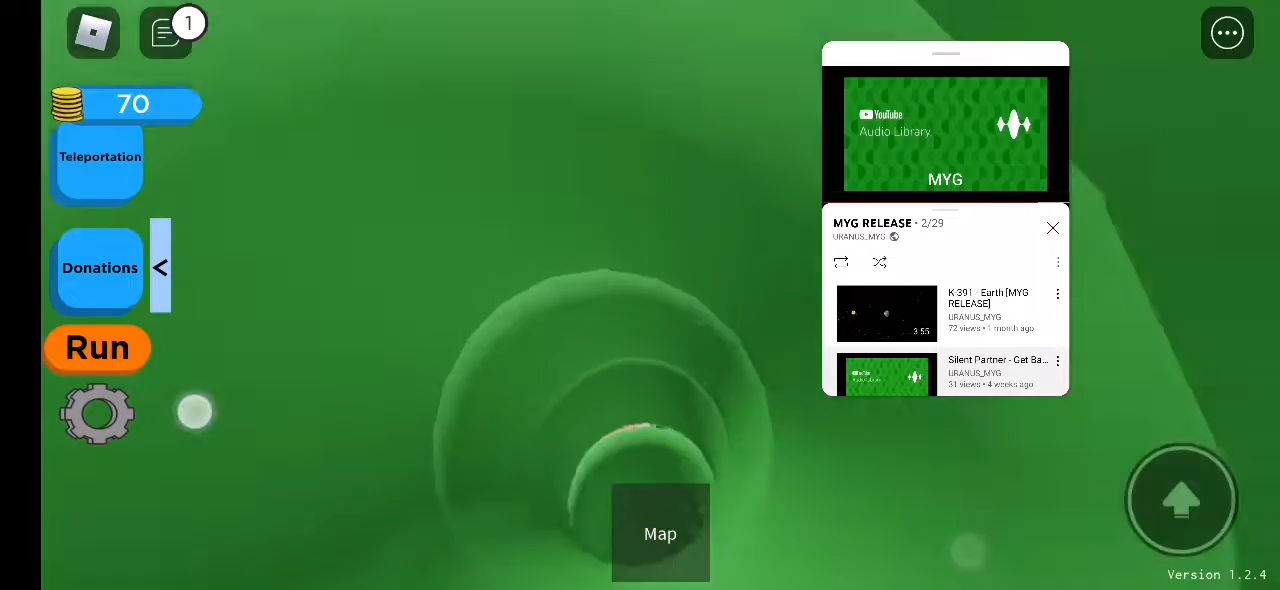 1
70
Teleportation
Donations
<
Run
YouTube
Audio Library
MYG
MYG RELEASE • 2/29
URANUS_MYG
K-391 - Earth [MYG
RELEASE]
URANUS_MYG
72 views • 1 month ago
3:55
Silent Partner - Get Ba...
URANUS_MYG
31 views • 4 weeks ago
Map
Version 1.2.4